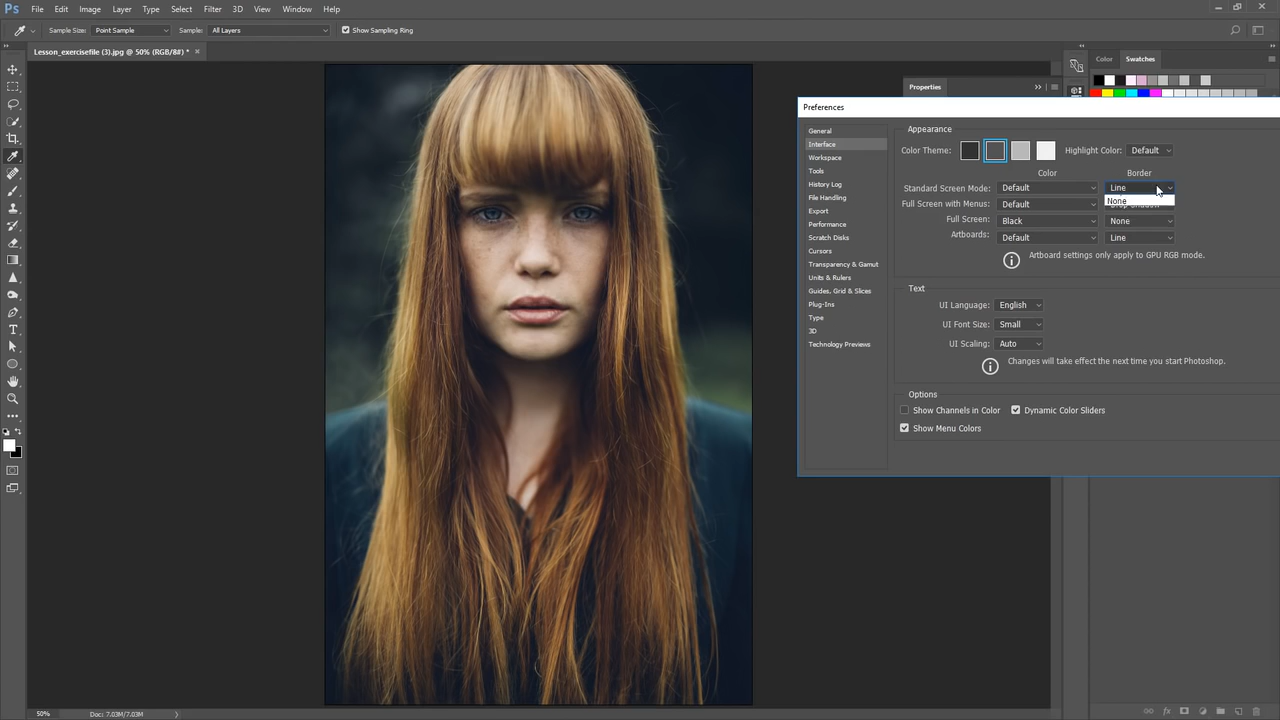 Ps File Edit Image Layer Type Select Filter 3D View Window Help
Sample Size: Point Sample Sample: All Layers Show Sampling Ring
Lesson_exercisefile (3).jpg @ 50% (RGB/8#) * ×
Color Swatches
Properties
Preferences
General
Interface
Workspace
Tools
History Log
File Handling
Export
Performance
Scratch Disks
Cursors
Transparency & Gamut
Units & Rulers
Guides, Grid & Slices
Plug-Ins
Type
3D
Technology Previews
Appearance
Color Theme: Highlight Color: Default
Color Border
Standard Screen Mode: Default Line
None
Full Screen with Menus: Default Drop Shadow
Full Screen: Black None
Artboards: Default Line
Artboard settings only apply to GPU RGB mode.
Text
UI Language: English
UI Font Size: Small
UI Scaling: Auto
Changes will take effect the next time you start Photoshop.
Options
Show Channels in Color Dynamic Color Sliders
Show Menu Colors
50% Doc: 7.03M/7.03M